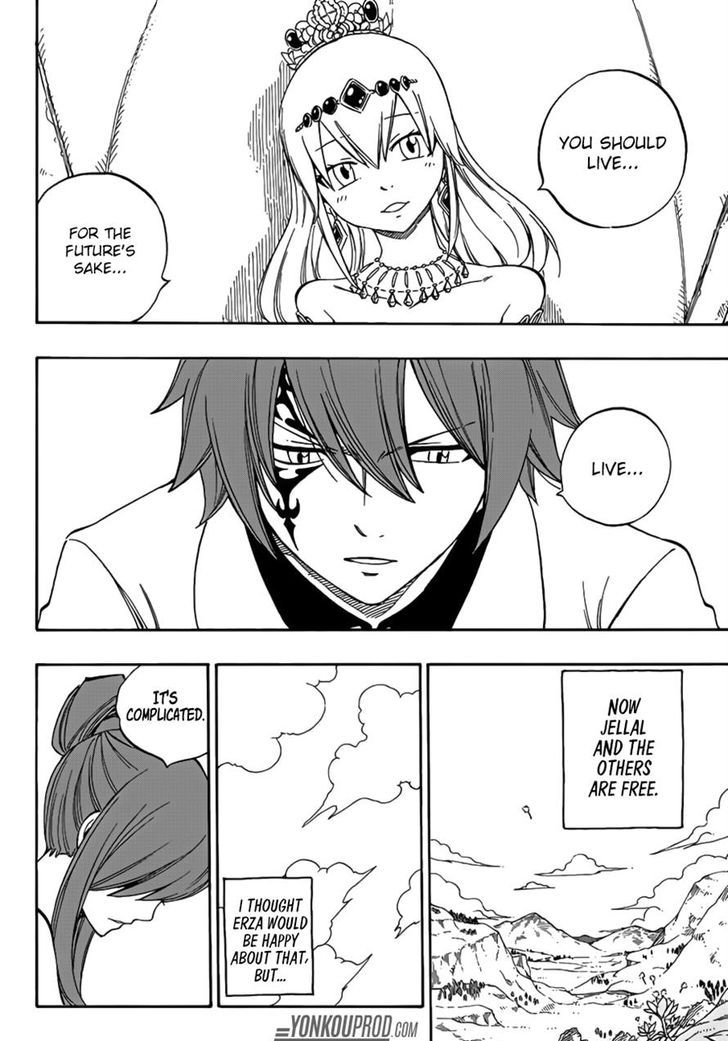 YOU SHOULD
LIVE...
FOR THE
FUTURE'S
SAKE...
LIVE...
NOW
JELLAL
AND THE
OTHERS
ARE FREE.
I THOUGHT
ERZA WOULD
BE HAPPY
ABOUT THAT,
BUT...
IT'S
COMPLICATED.
=YONKOUPROD.COM